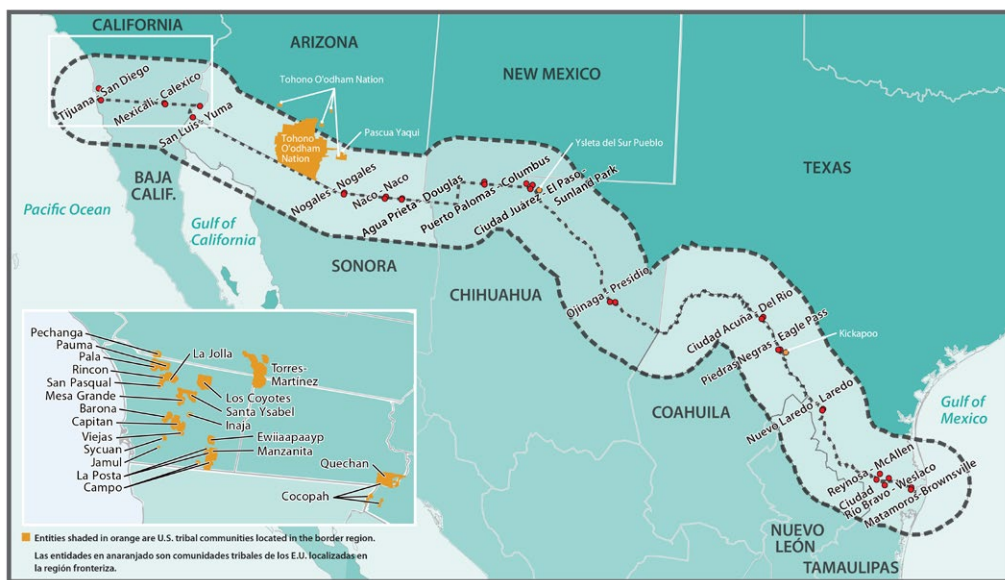 CALIFORNIA
ARIZONA
NEW MEXICO
TEXAS
Tohono O'odham Nation
Tijuana - San Diego
Mexicali - Calexico
San Luis - Yuma
Tohono
O'odham
Nation
Pascua Yaqui
Ysleta del Sur Pueblo
BAJA
CALIF.
Pacific Ocean
Gulf of
California
Nogales - Nogales
Naco - Naco
Agua Prieta - Douglas
Puerto Palomas - Columbus
Ciudad Juárez - El Paso -
Sunland Park
SONORA
CHIHUAHUA
Ojinaga - Presidio
Ciudad Acuña - Del Rio
Piedras Negras - Eagle Pass
Kickapoo
COAHUILA
Nuevo Laredo - Laredo
Gulf of
Mexico
Reynosa - McAllen
Ciudad
Río Bravo - Weslaco
Matamoros-Brownsville
NUEVO
LEÓN
TAMAULIPAS
Pechanga
Pauma
Pala
Rincon
San Pasqual
Mesa Grande
Barona
Capitan
Viejas
Sycuan
Jamul
La Posta
Campo
La Jolla
Torres-
Martinez
Los Coyotes
Santa Ysabel
Inaja
Ewiiaapaayp
Manzanita
Quechan
Cocopah
Entities shaded in orange are U.S. tribal communities located in the border region.
Las entidades en anaranjado son comunidades tribales de los E.U. localizadas en
la región fronteriza.